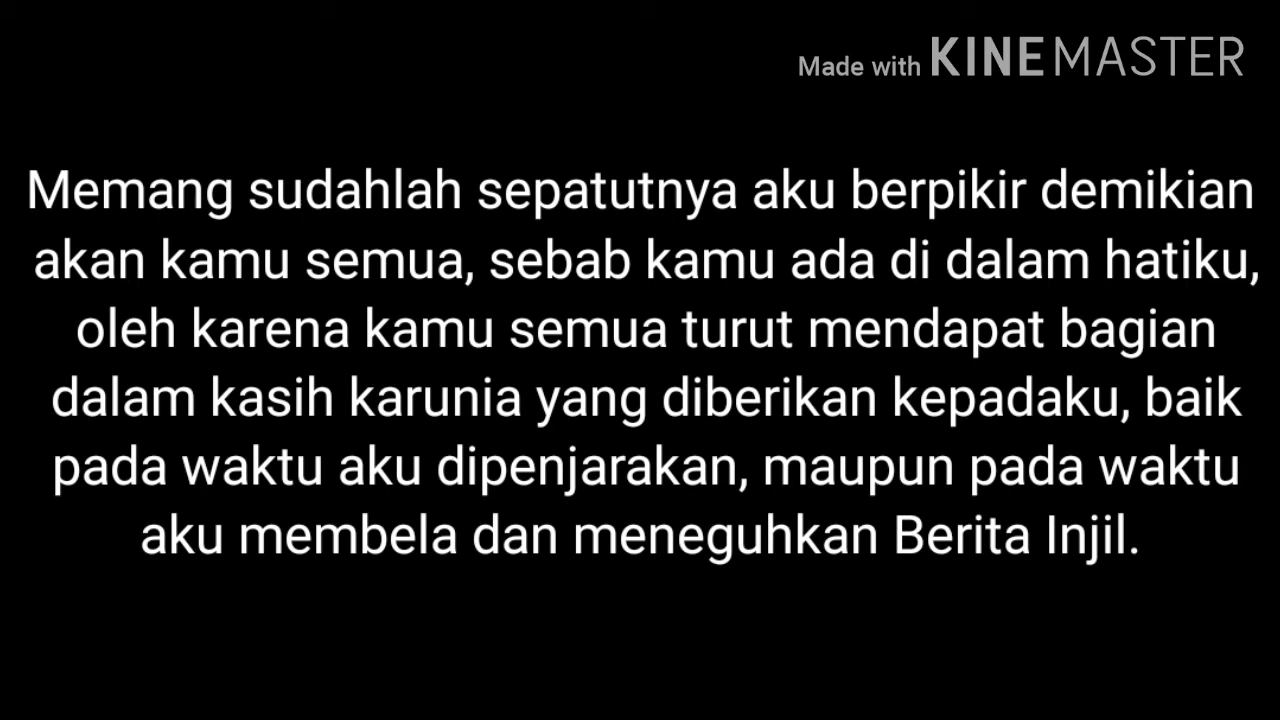 Made with KINEMASTER
Memang sudahlah sepatutnya aku berpikir demikian
akan kamu semua, sebab kamu ada di dalam hatiku,
oleh karena kamu semua turut mendapat bagian
dalam kasih karunia yang diberikan kepadaku, baik
pada waktu aku dipenjarakan, maupun pada waktu
aku membela dan meneguhkan Berita Injil.